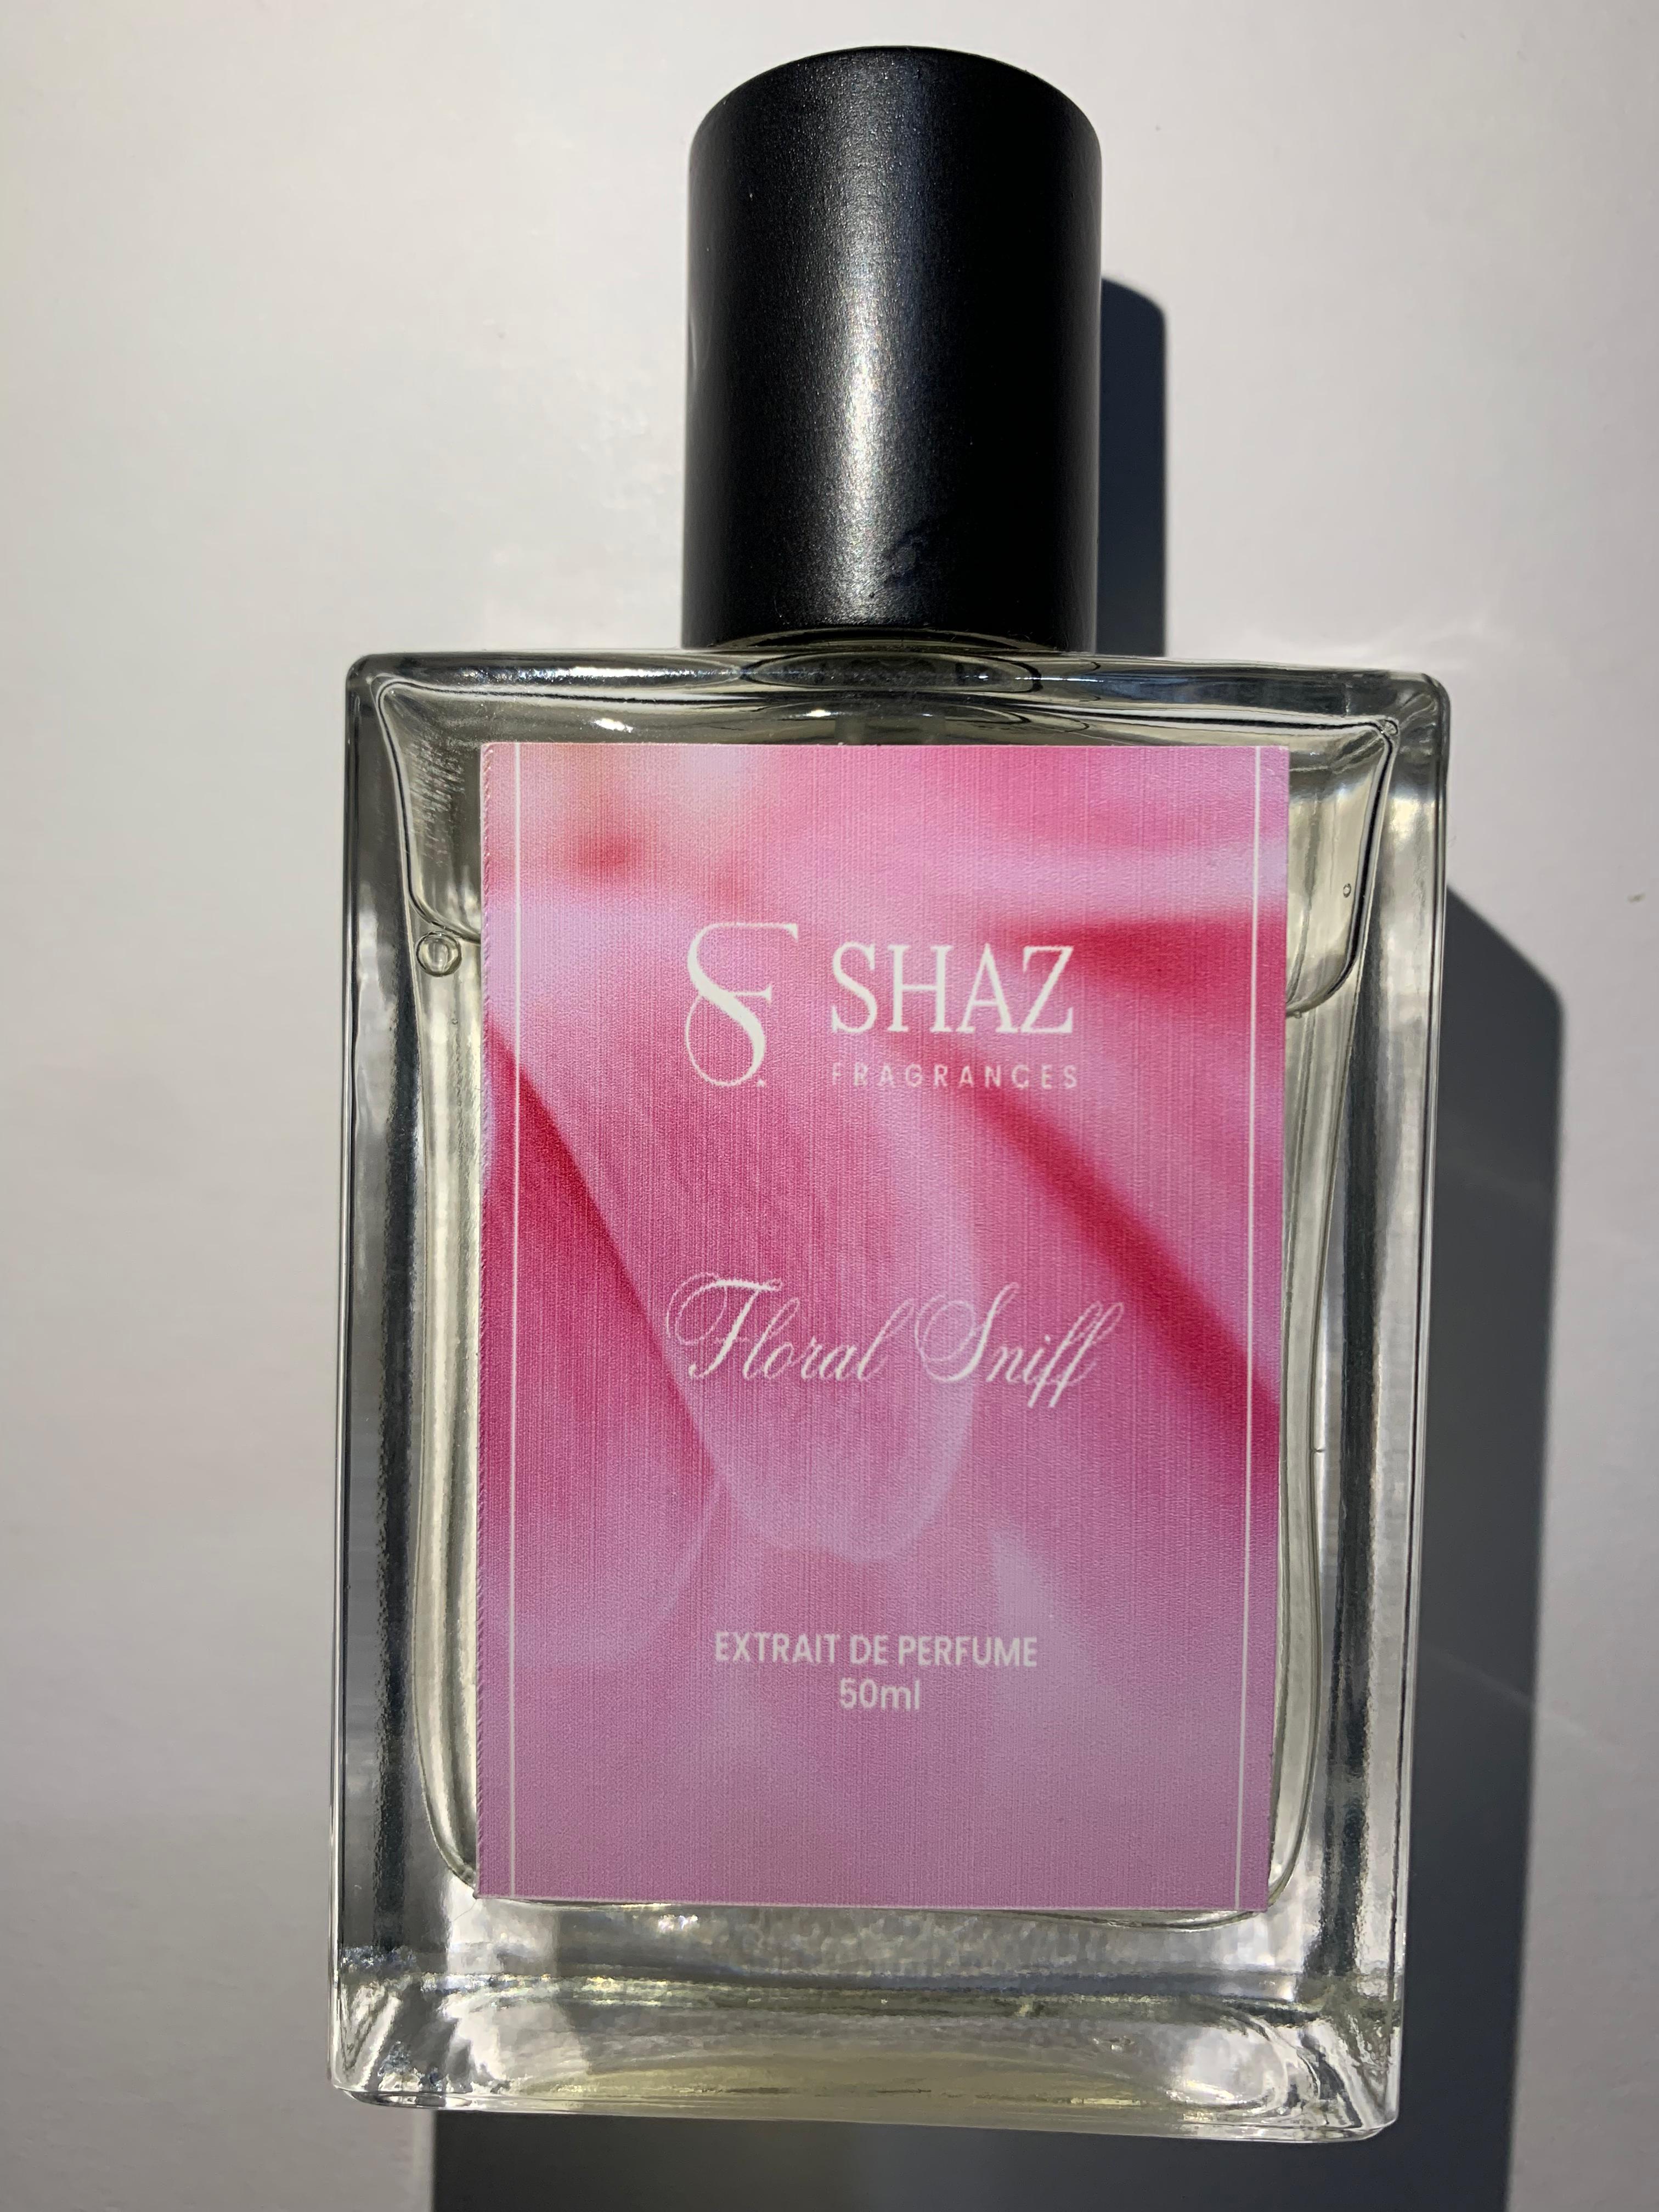 SF.
SHAZ
FRAGRANCES
Floral Sniff
EXTRAIT DE PERFUME
50ml